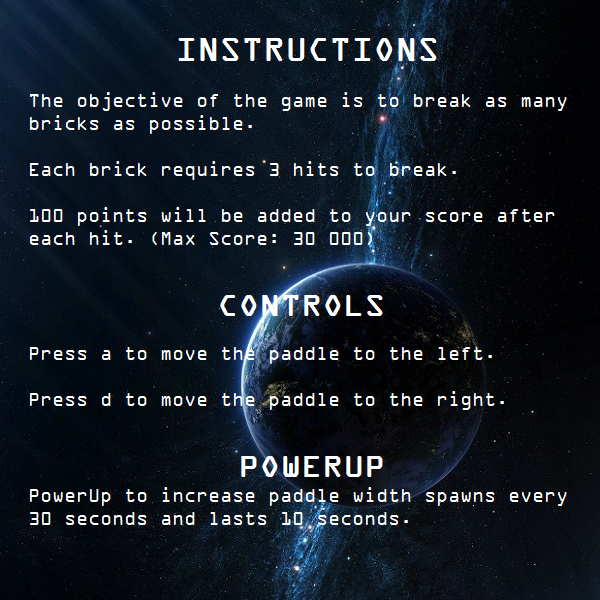 INSTRUCTIONS
The objective of the game is to break as many
bricks as possible.
Each brick requires 3 hits to break.
100 points will be added to your score after
each hit. (Max Score: 30 000)
CONTROLS
Press a to move the paddle to the left.
Press d to move the paddle to the right.
POWERUP
PowerUp to increase paddle width spawns every
30 seconds and lasts 10 seconds.